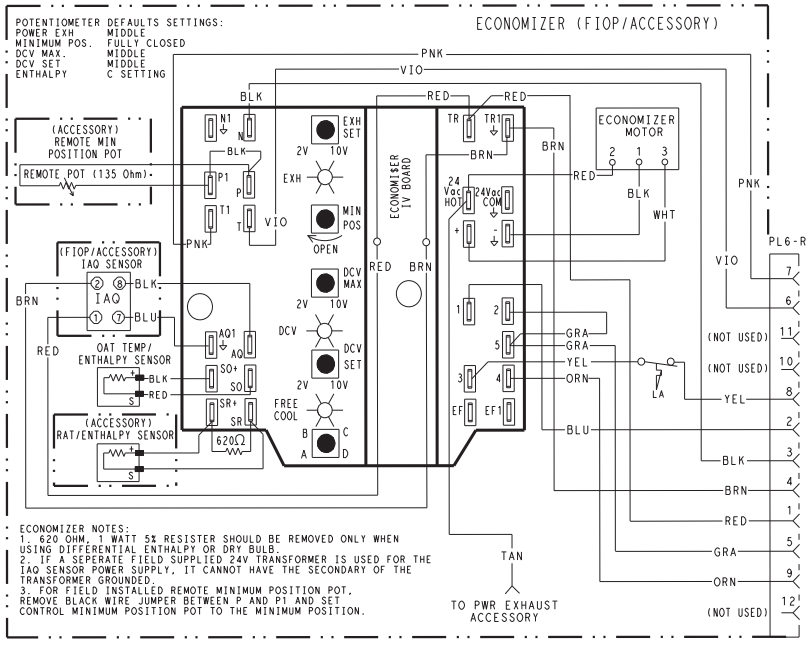 POTENTIOMETER DEFAULTS SETTINGS:
POWER EXH MIDDLE
MINIMUM POS. FULLY CLOSED
DCV MAX. MIDDLE
DCV SET MIDDLE
ENTHALPY C SETTING
ECONOMIZER (FIOP/ACCESSORY)
PNK
VIO
BLK
RED
RED
(ACCESSORY)
REMOTE MIN
POSITION POT
REMOTE POT (135 Ohm)
N1
N
BLK
P1
P
T1
T
VIO
PNK
EXH
SET
2V 10V
EXH
MIN
POS
OPEN
DCV
MAX
2V 10V
DCV
DCV
SET
2V 10V
FREE
COOL
B C
A D
ECONOMI$ER
IV BOARD
RED
BRN
TR
TR1
BRN
BRN
24
Vac
HOT
24Vac
COM
+
-
1
2
5
3
4
EF
EF1
ECONOMIZER
MOTOR
2 1 3
RED
BLK
WHT
PNK
VIO
PL6-R
7
6
(NOT USED) 11
(NOT USED) 10
YEL 8
2
BLK 3
BRN 4
RED 1
GRA 5
ORN 9
(NOT USED) 12
GRA
GRA
YEL
ORN
LA
BLU
(FIOP/ACCESSORY)
IAQ SENSOR
2 8
IAQ
1 7
BLK
BLU
BRN
RED
AQ1
AQ
OAT TEMP/
ENTHALPY SENSOR
+
S
BLK
RED
SO+
SO
(ACCESSORY)
RAT/ENTHALPY SENSOR
+
S
SR+
SR
620Ω
TAN
TO PWR EXHAUST
ACCESSORY
ECONOMIZER NOTES:
1. 620 OHM, 1 WATT 5% RESISTER SHOULD BE REMOVED ONLY WHEN
USING DIFFERENTIAL ENTHALPY OR DRY BULB.
2. IF A SEPERATE FIELD SUPPLIED 24V TRANSFORMER IS USED FOR THE
IAQ SENSOR POWER SUPPLY, IT CANNOT HAVE THE SECONDARY OF THE
TRANSFORMER GROUNDED.
3. FOR FIELD INSTALLED REMOTE MINIMUM POSITION POT,
REMOVE BLACK WIRE JUMPER BETWEEN P AND P1 AND SET
CONTROL MINIMUM POSITION POT TO THE MINIMUM POSITION.